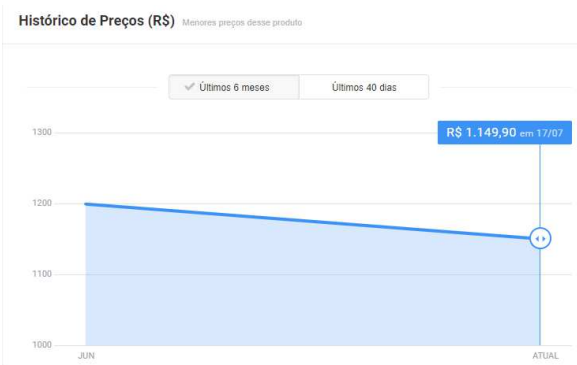 Histórico de Preços (R$) Menores preços desse produto
Últimos 6 meses Últimos 40 dias
1300
R$ 1.149,90 em 17/07
1200
1100
1000
JUN ATUAL